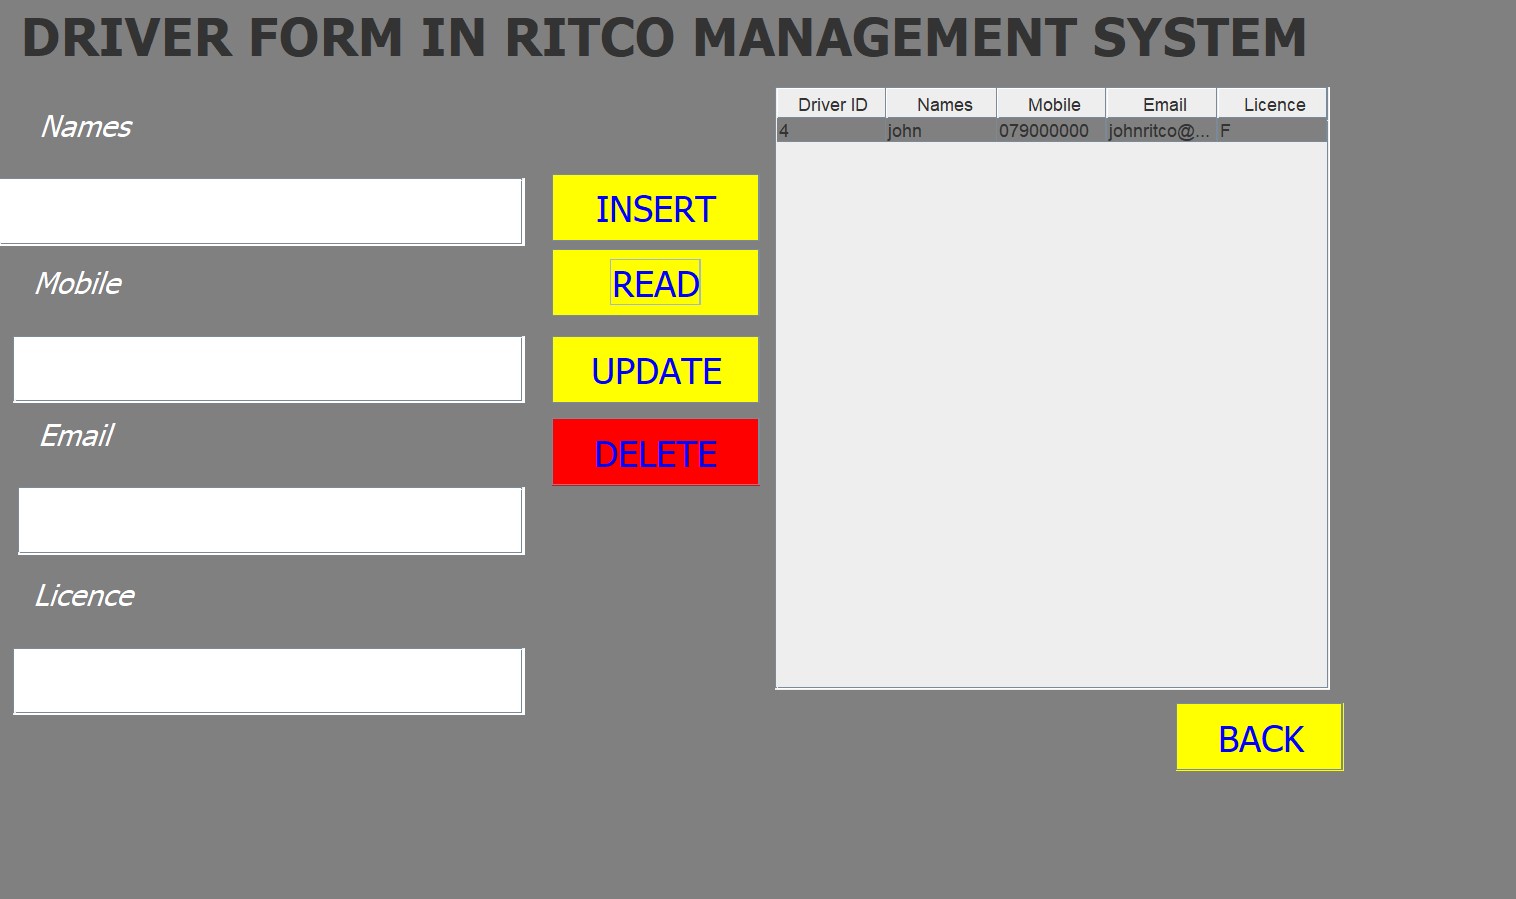 DRIVER FORM IN RITCO MANAGEMENT SYSTEM
Names
Mobile
Email
Licence
INSERT
READ
UPDATE
DELETE
Driver ID Names Mobile Email Licence
4 john 079000000 johnritco@... F
BACK